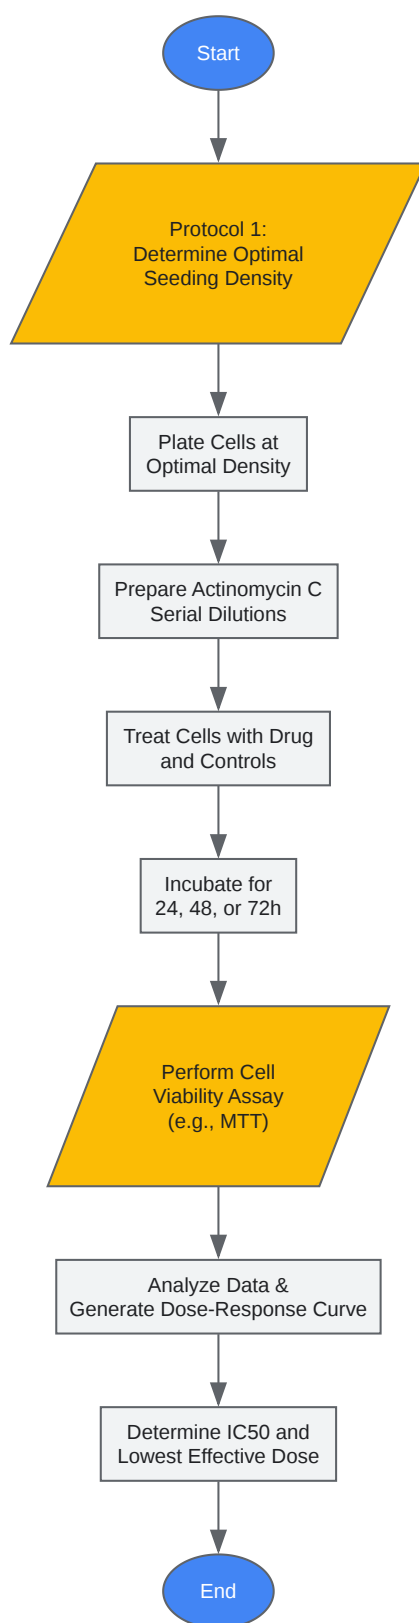 Start
Protocol 1:
Determine Optimal
Seeding Density
Plate Cells at
Optimal Density
Prepare Actinomycin C
Serial Dilutions
Treat Cells with Drug
and Controls
Incubate for
24, 48, or 72h
Perform Cell
Viability Assay
(e.g., MTT)
Analyze Data &
Generate Dose-Response Curve
Determine IC50 and
Lowest Effective Dose
End